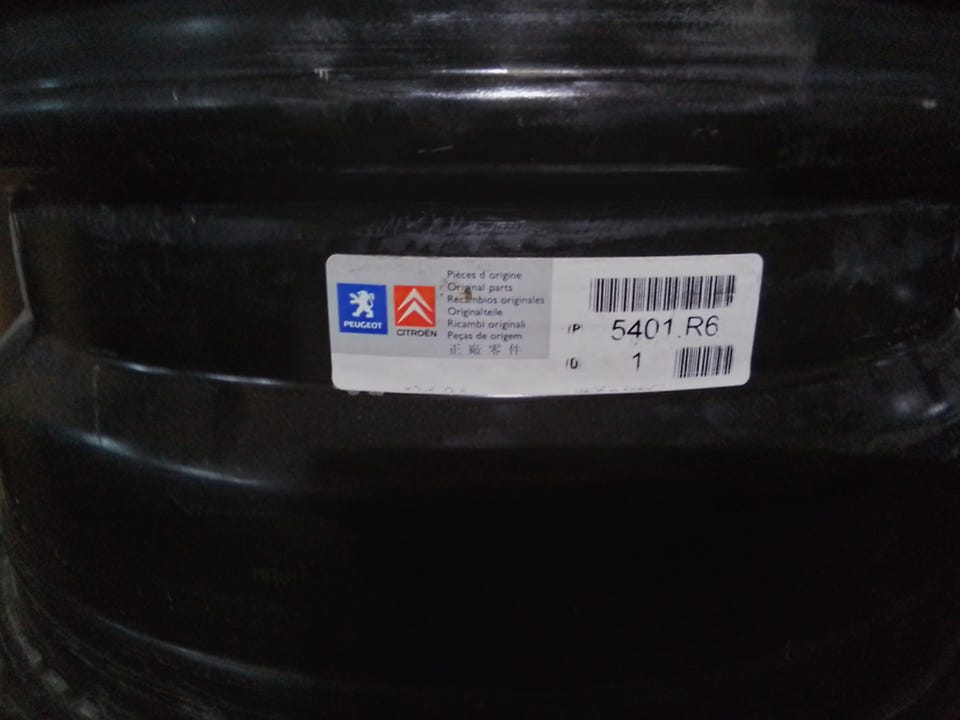 PEUGEOT
CITROËN
Pièces d'origine
Original parts
Recambios originales
Originalteile
Ricambi originali
Peças de origem
正廠零件
(P
5401.R6
(Q)
1